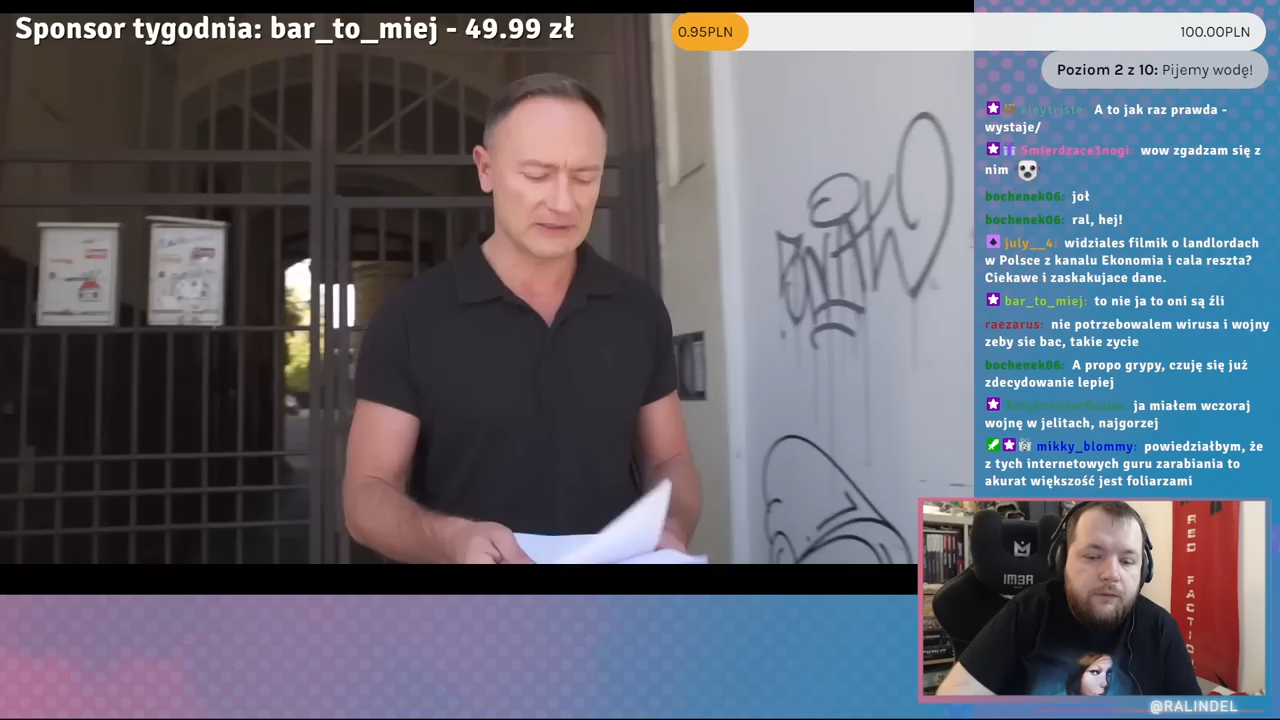 Sponsor tygodnia: bar_to_miej - 49.99 zł
0.95PLN
100.00PLN
Poziom 2 z 10: Pijemy wodę!
A to jak raz prawda -
wystaje/
Smierdzace3nogi: wow zgadzam się z
nim
bochenek06: joł
bochenek06: ral, hej!
july__4: widziales filmik o landlordach
w Polsce z kanalu Ekonomia i cala reszta?
Ciekawe i zaskakujace dane.
bar_to_miej: to nie ja to oni są źli
raezarus: nie potrzebowalem wirusa i wojny
zeby sie bac, takie zycie
bochenek06: A propo grypy, czuję się już
zdecydowanie lepiej
ja miałem wczoraj
wojnę w jelitach, najgorzej
mikky_blommy: powiedziałbym, że
z tych internetowych guru zarabiania to
akurat większość jest foliarzami
IM3A
RED FACTIO
@RALINDEL